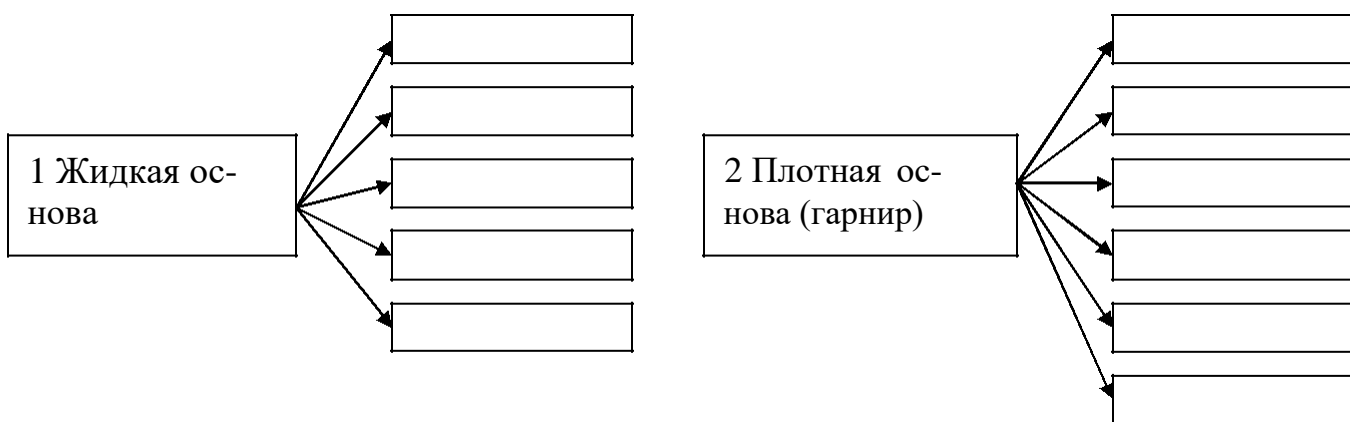 1 Жидкая ос-
нова
2 Плотная ос-
нова (гарнир)